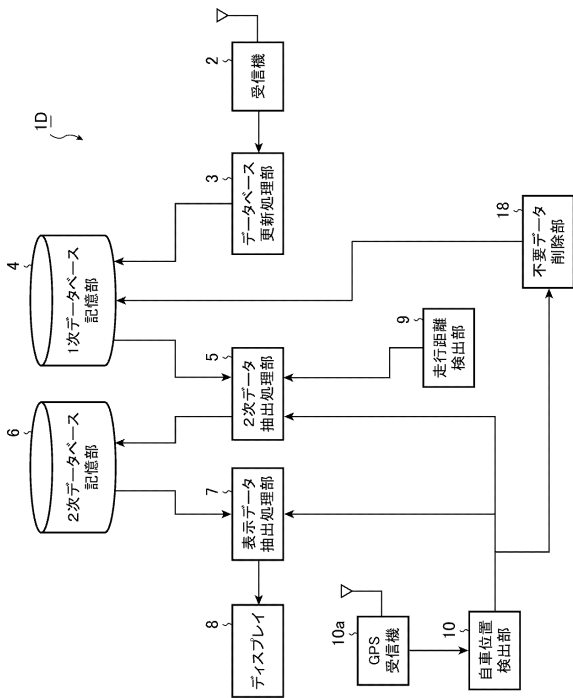 1D
4
1次データベース
記憶部
6
2次データベース
記憶部
2
受信機
3
データベース
更新処理部
5
2次データ
抽出処理部
7
表示データ
抽出処理部
8
ディスプレイ
9
走行距離
検出部
18
不要データ
削除部
10a
GPS
受信機
10
自車位置
検出部